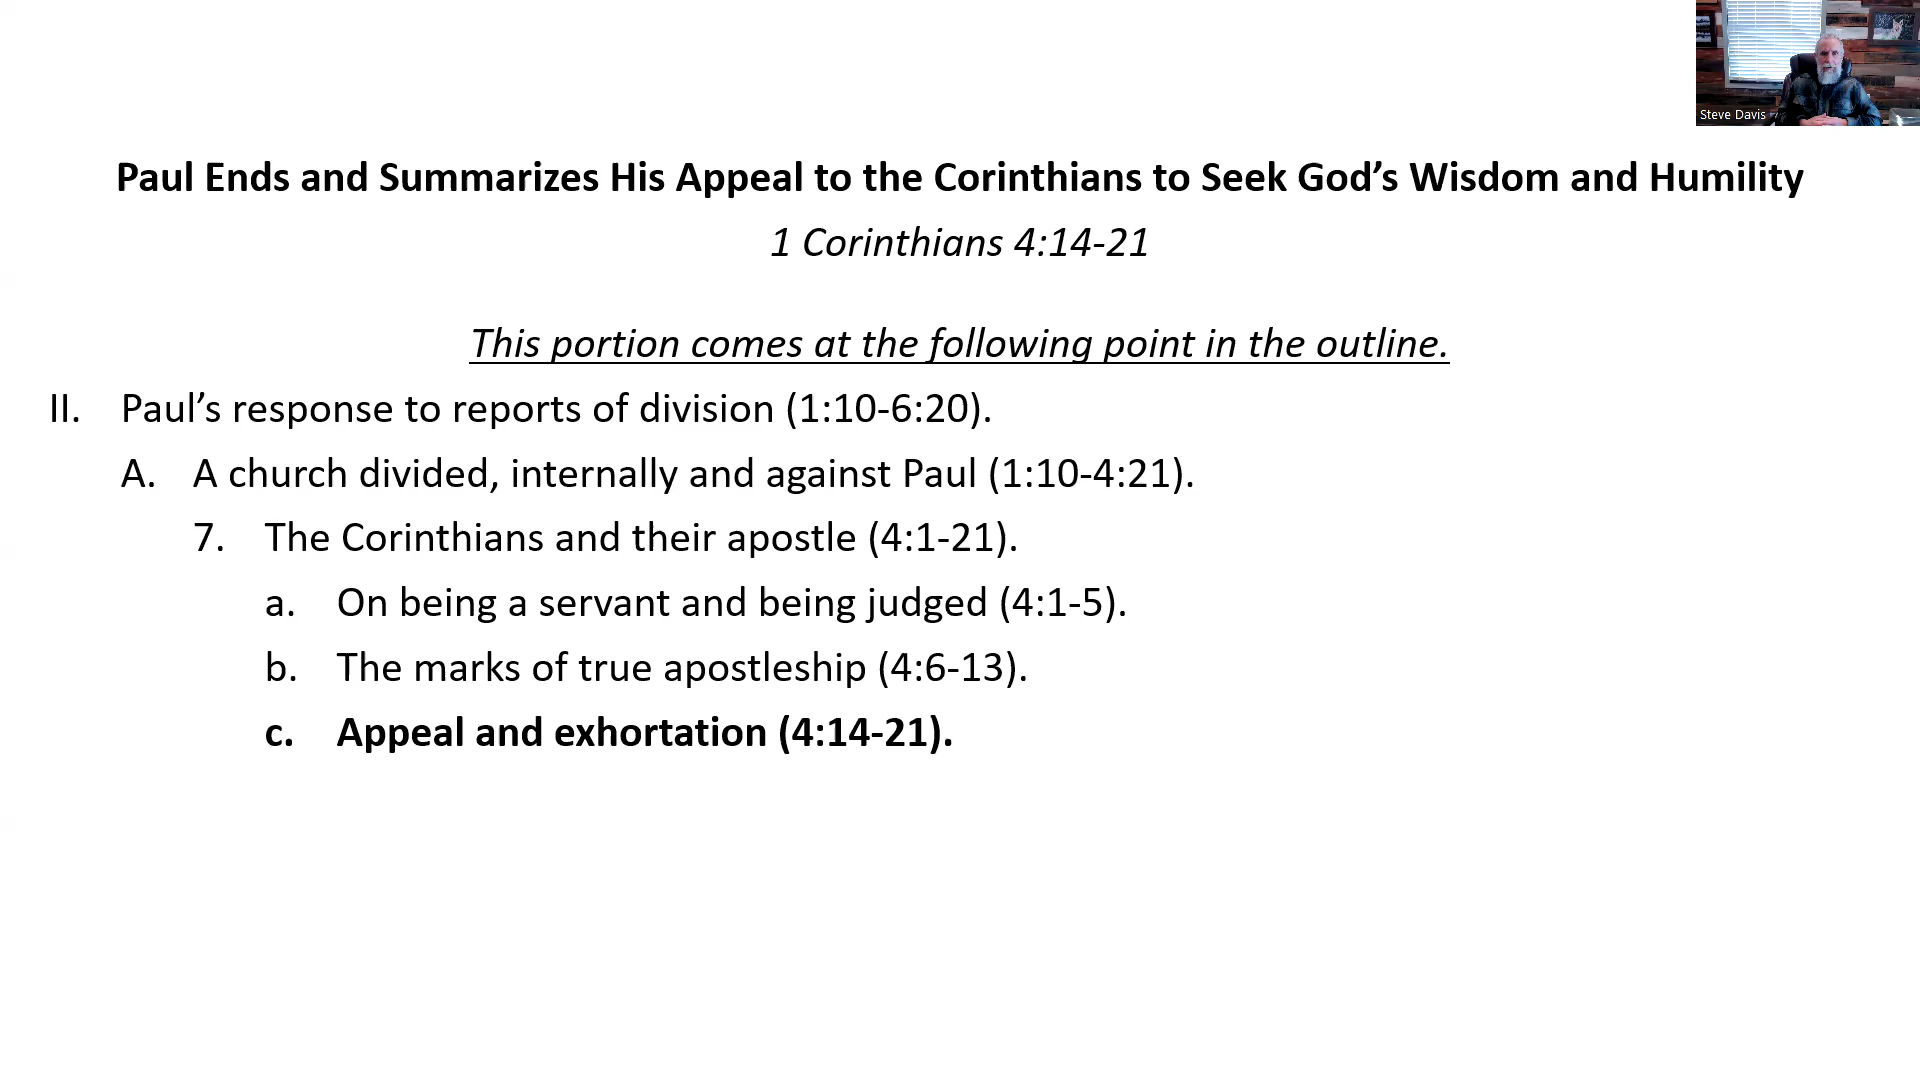 Steve Davis
Paul Ends and Summarizes His Appeal to the Corinthians to Seek God’s Wisdom and Humility
1 Corinthians 4:14-21
This portion comes at the following point in the outline.
II. Paul’s response to reports of division (1:10-6:20).
A. A church divided, internally and against Paul (1:10-4:21).
7. The Corinthians and their apostle (4:1-21).
a. On being a servant and being judged (4:1-5).
b. The marks of true apostleship (4:6-13).
c. Appeal and exhortation (4:14-21).